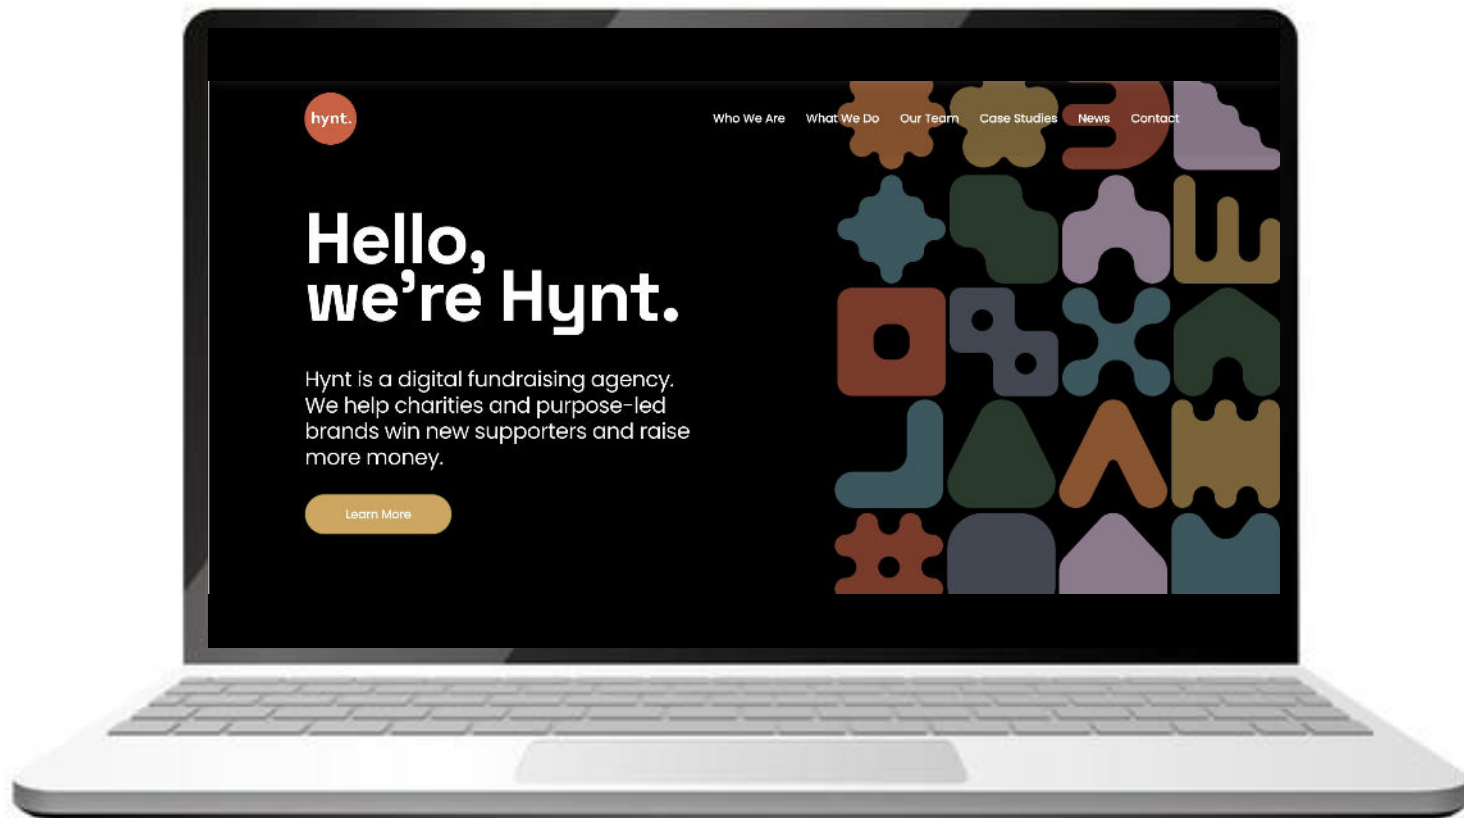 hynt.
Who We Are What We Do Our Team Case Studies News Contact
Hello,
we’re Hynt.
Hynt is a digital fundraising agency.
We help charities and purpose-led
brands win new supporters and raise
more money.
Learn More